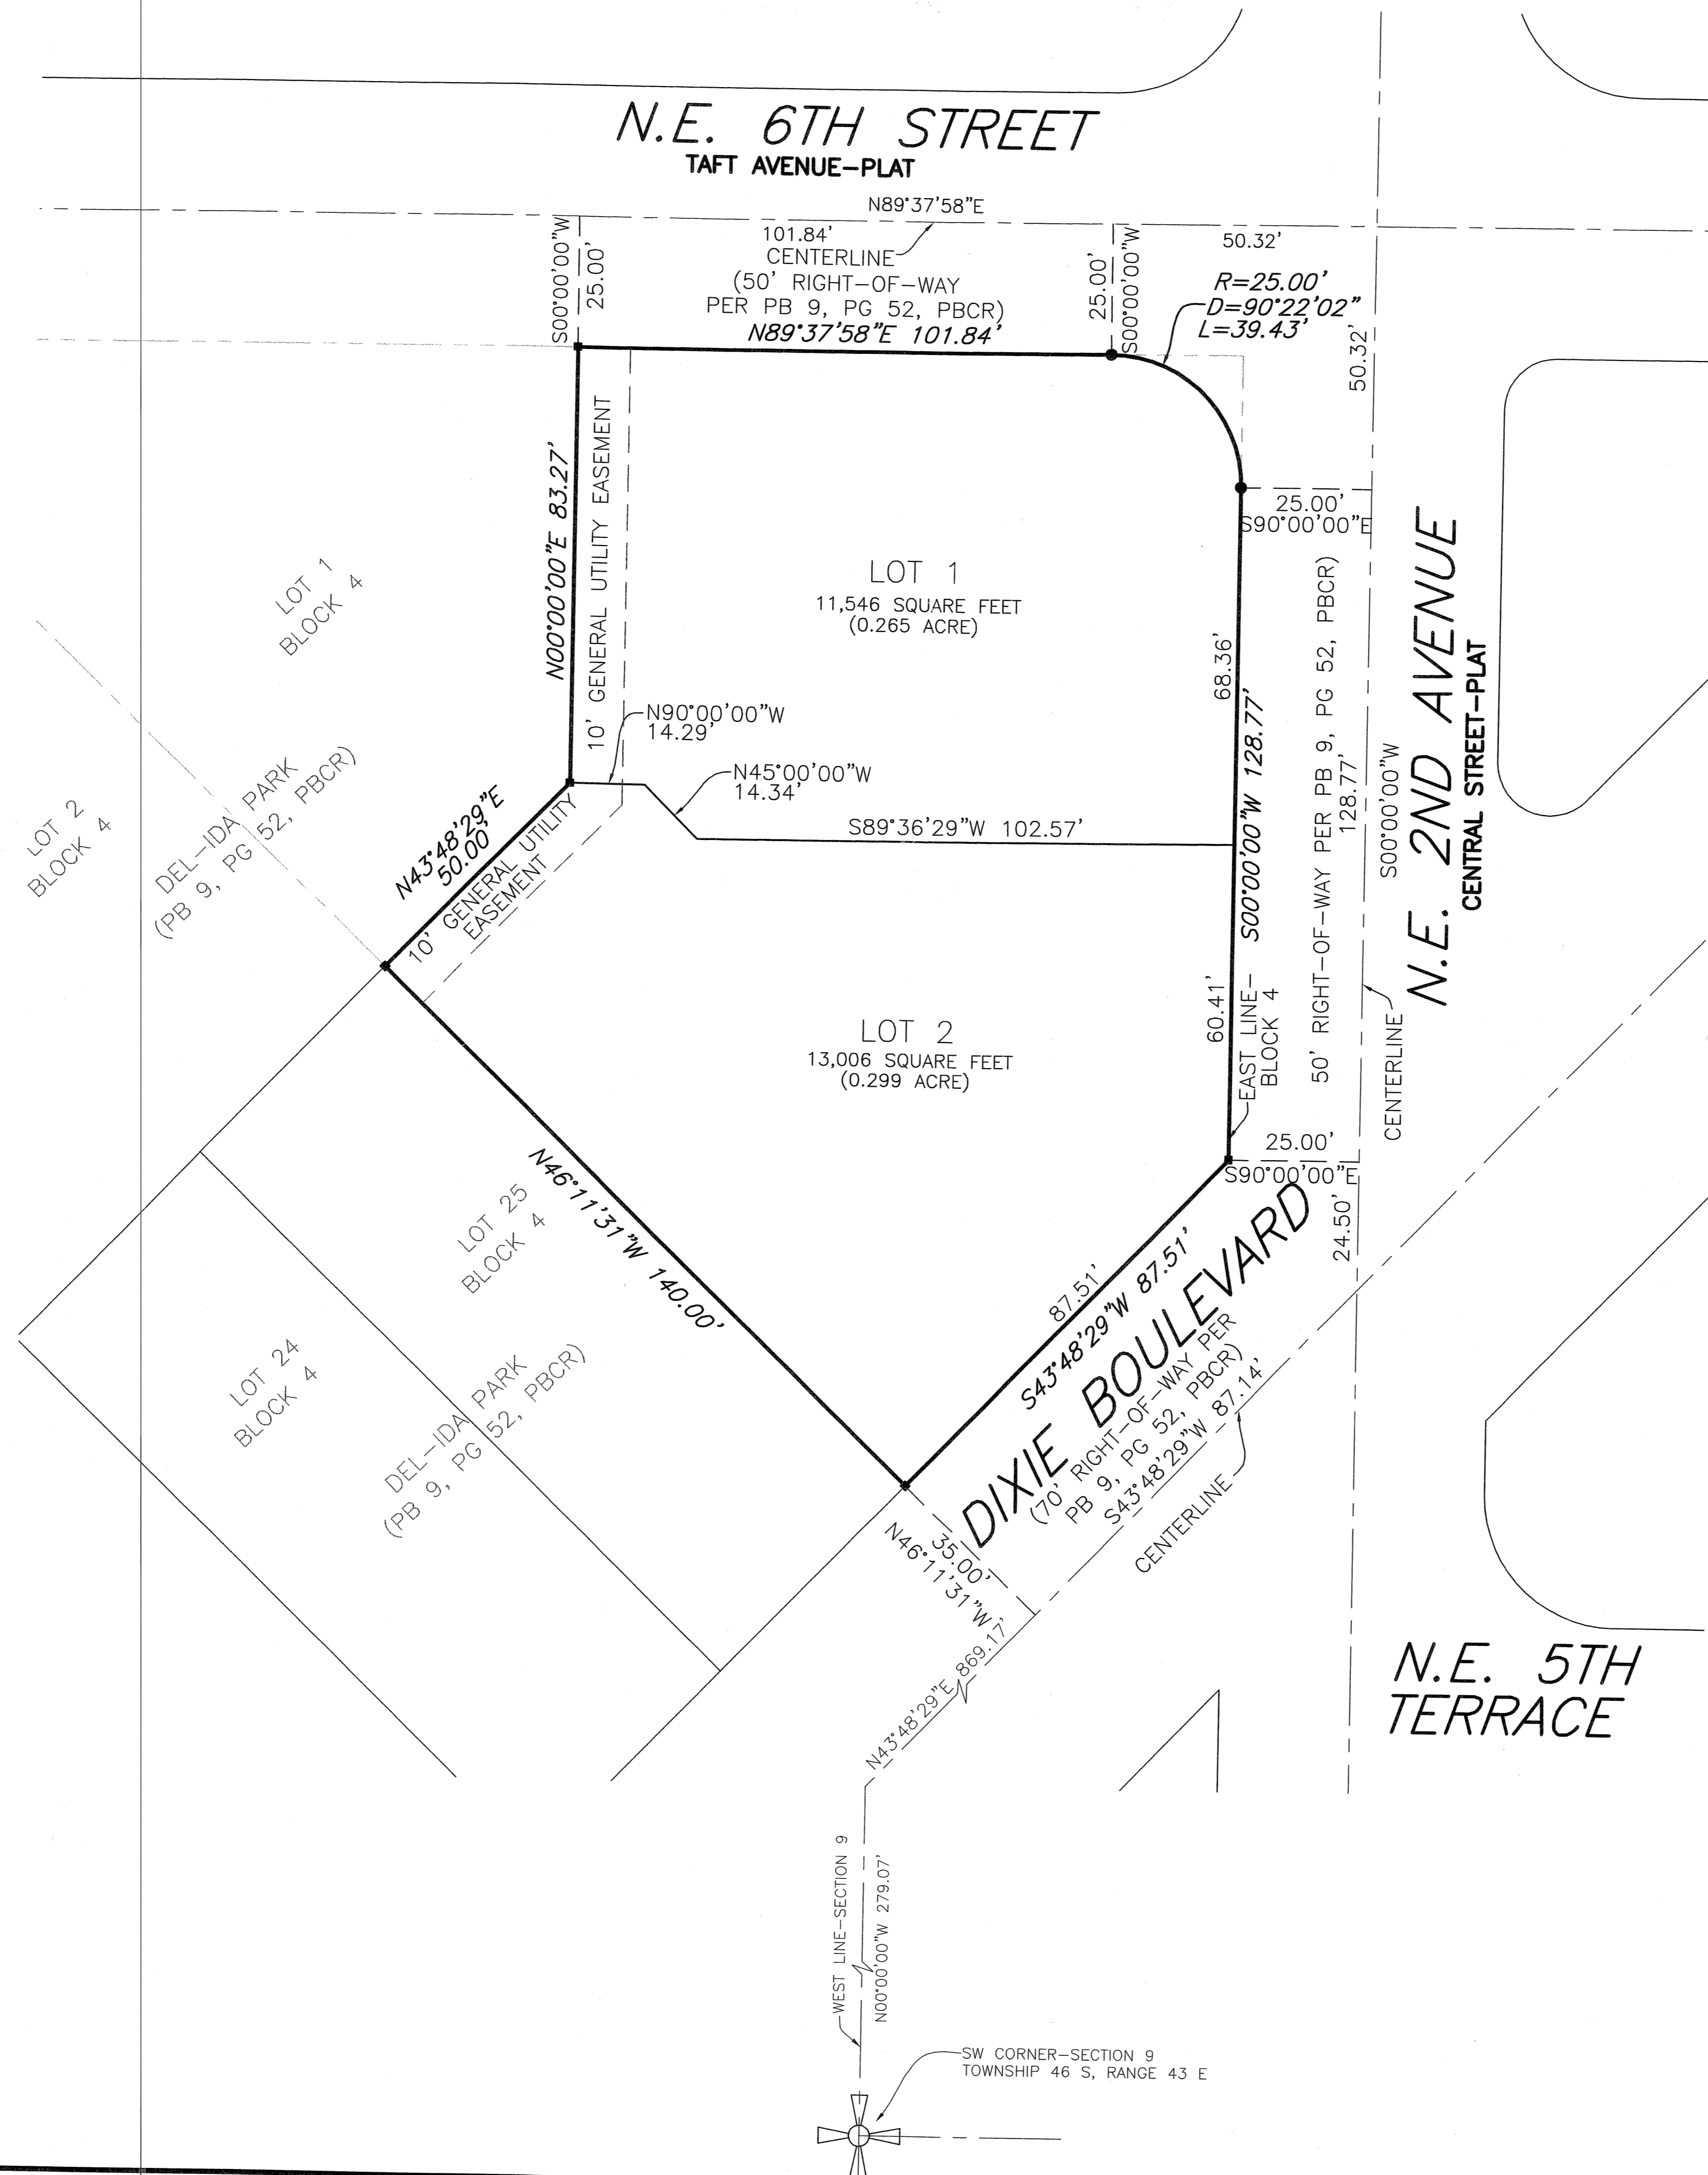 N.E. 6TH STREET
TAFT AVENUE-PLAT
N89°37'58"E
101.84'
50.32'
CENTERLINE
(50' RIGHT-OF-WAY
PER PB 9, PG 52, PBCR)
N89°37'58"E 101.84'
S00°00'00"W
25.00'
25.00'
S00°00'00"W
R=25.00'
D=90°22'02"
L=39.43'
50.32'
N00°00'00"E 83.27'
10' GENERAL UTILITY EASEMENT
25.00'
S90°00'00"E
LOT 1
11,546 SQUARE FEET
(0.265 ACRE)
LOT 1
BLOCK 4
68.36'
S00°00'00"W 128.77'
50' RIGHT-OF-WAY PER PB 9, PG 52, PBCR)
128.77'
S00°00'00"W
N.E. 2ND AVENUE
CENTRAL STREET-PLAT
N90°00'00"W
14.29'
N45°00'00"W
14.34'
S89°36'29"W 102.57'
LOT 2
BLOCK 4
DEL-IDA PARK
(PB 9, PG 52, PBCR)
N43°48'29"E
50.00'
10' GENERAL UTILITY
EASEMENT
LOT 2
13,006 SQUARE FEET
(0.299 ACRE)
60.41'
EAST LINE-
BLOCK 4
CENTERLINE
25.00'
S90°00'00"E
24.50'
N46°11'31"W 140.00'
LOT 25
BLOCK 4
87.51'
S43°48'29"W 87.51'
DIXIE BOULEVARD
(70' RIGHT-OF-WAY PER
PB 9, PG 52, PBCR)
S43°48'29"W 87.14'
CENTERLINE
LOT 24
BLOCK 4
DEL-IDA PARK
(PB 9, PG 52, PBCR)
35.00'
N46°11'31"W
N43°48'29"E 869.17'
N.E. 5TH
TERRACE
WEST LINE-SECTION 9
N00°00'00"W 279.07'
SW CORNER-SECTION 9
TOWNSHIP 46 S, RANGE 43 E